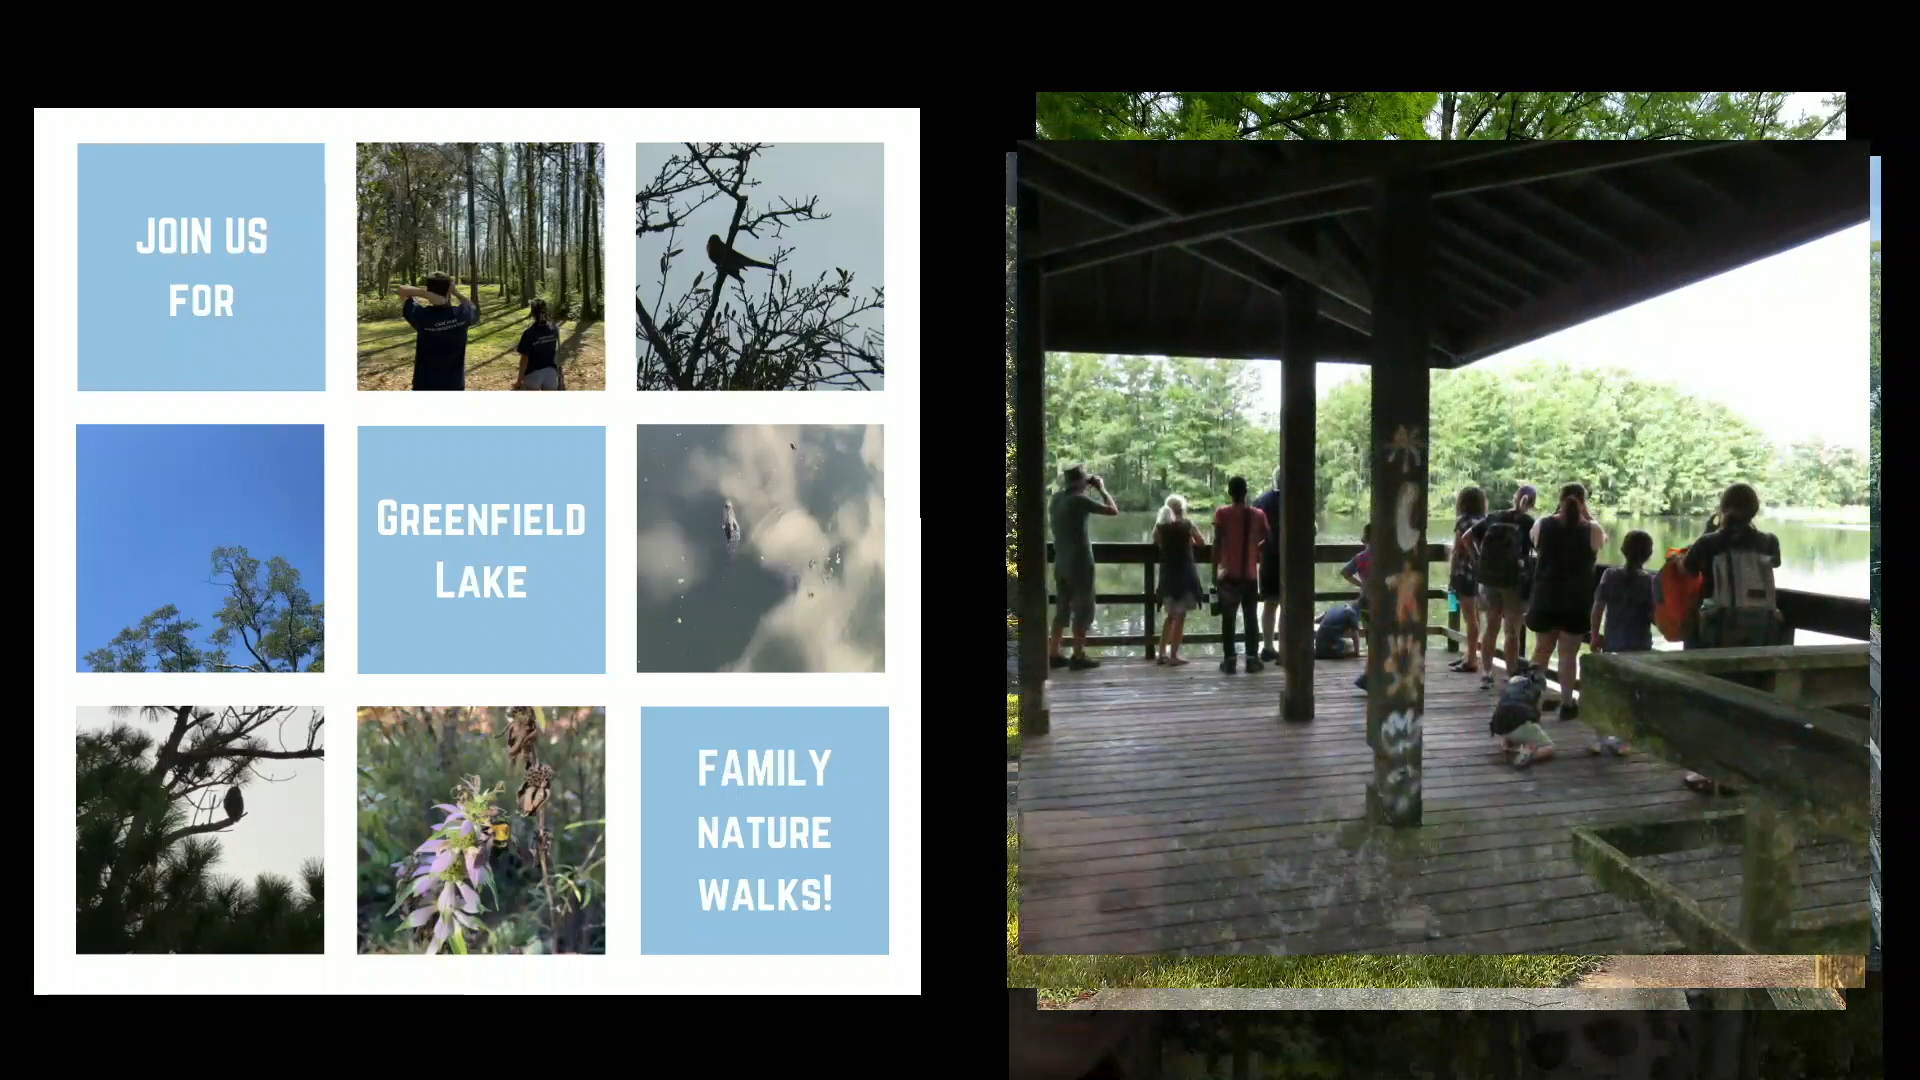 JOIN US
FOR
GREENFIELD
LAKE
FAMILY
NATURE
WALKS!